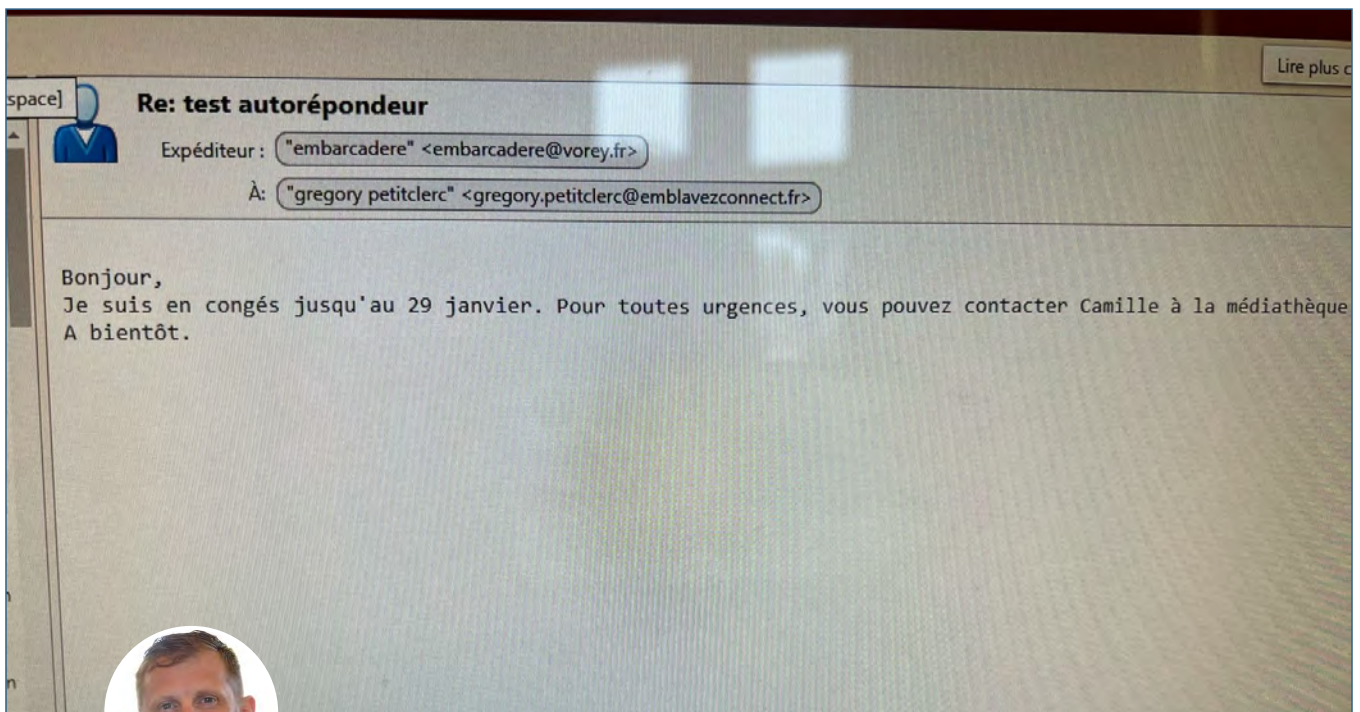 Lire plus
space]
Re: test autorépondeur
Expéditeur : "embarcadere" <embarcadere@vorey.fr>
À: "gregory petitclerc" <gregory.petitclerc@emblavezconnect.fr>
Bonjour,
Je suis en congés jusqu'au 29 janvier. Pour toutes urgences, vous pouvez contacter Camille à la médiathèque
A bientôt.